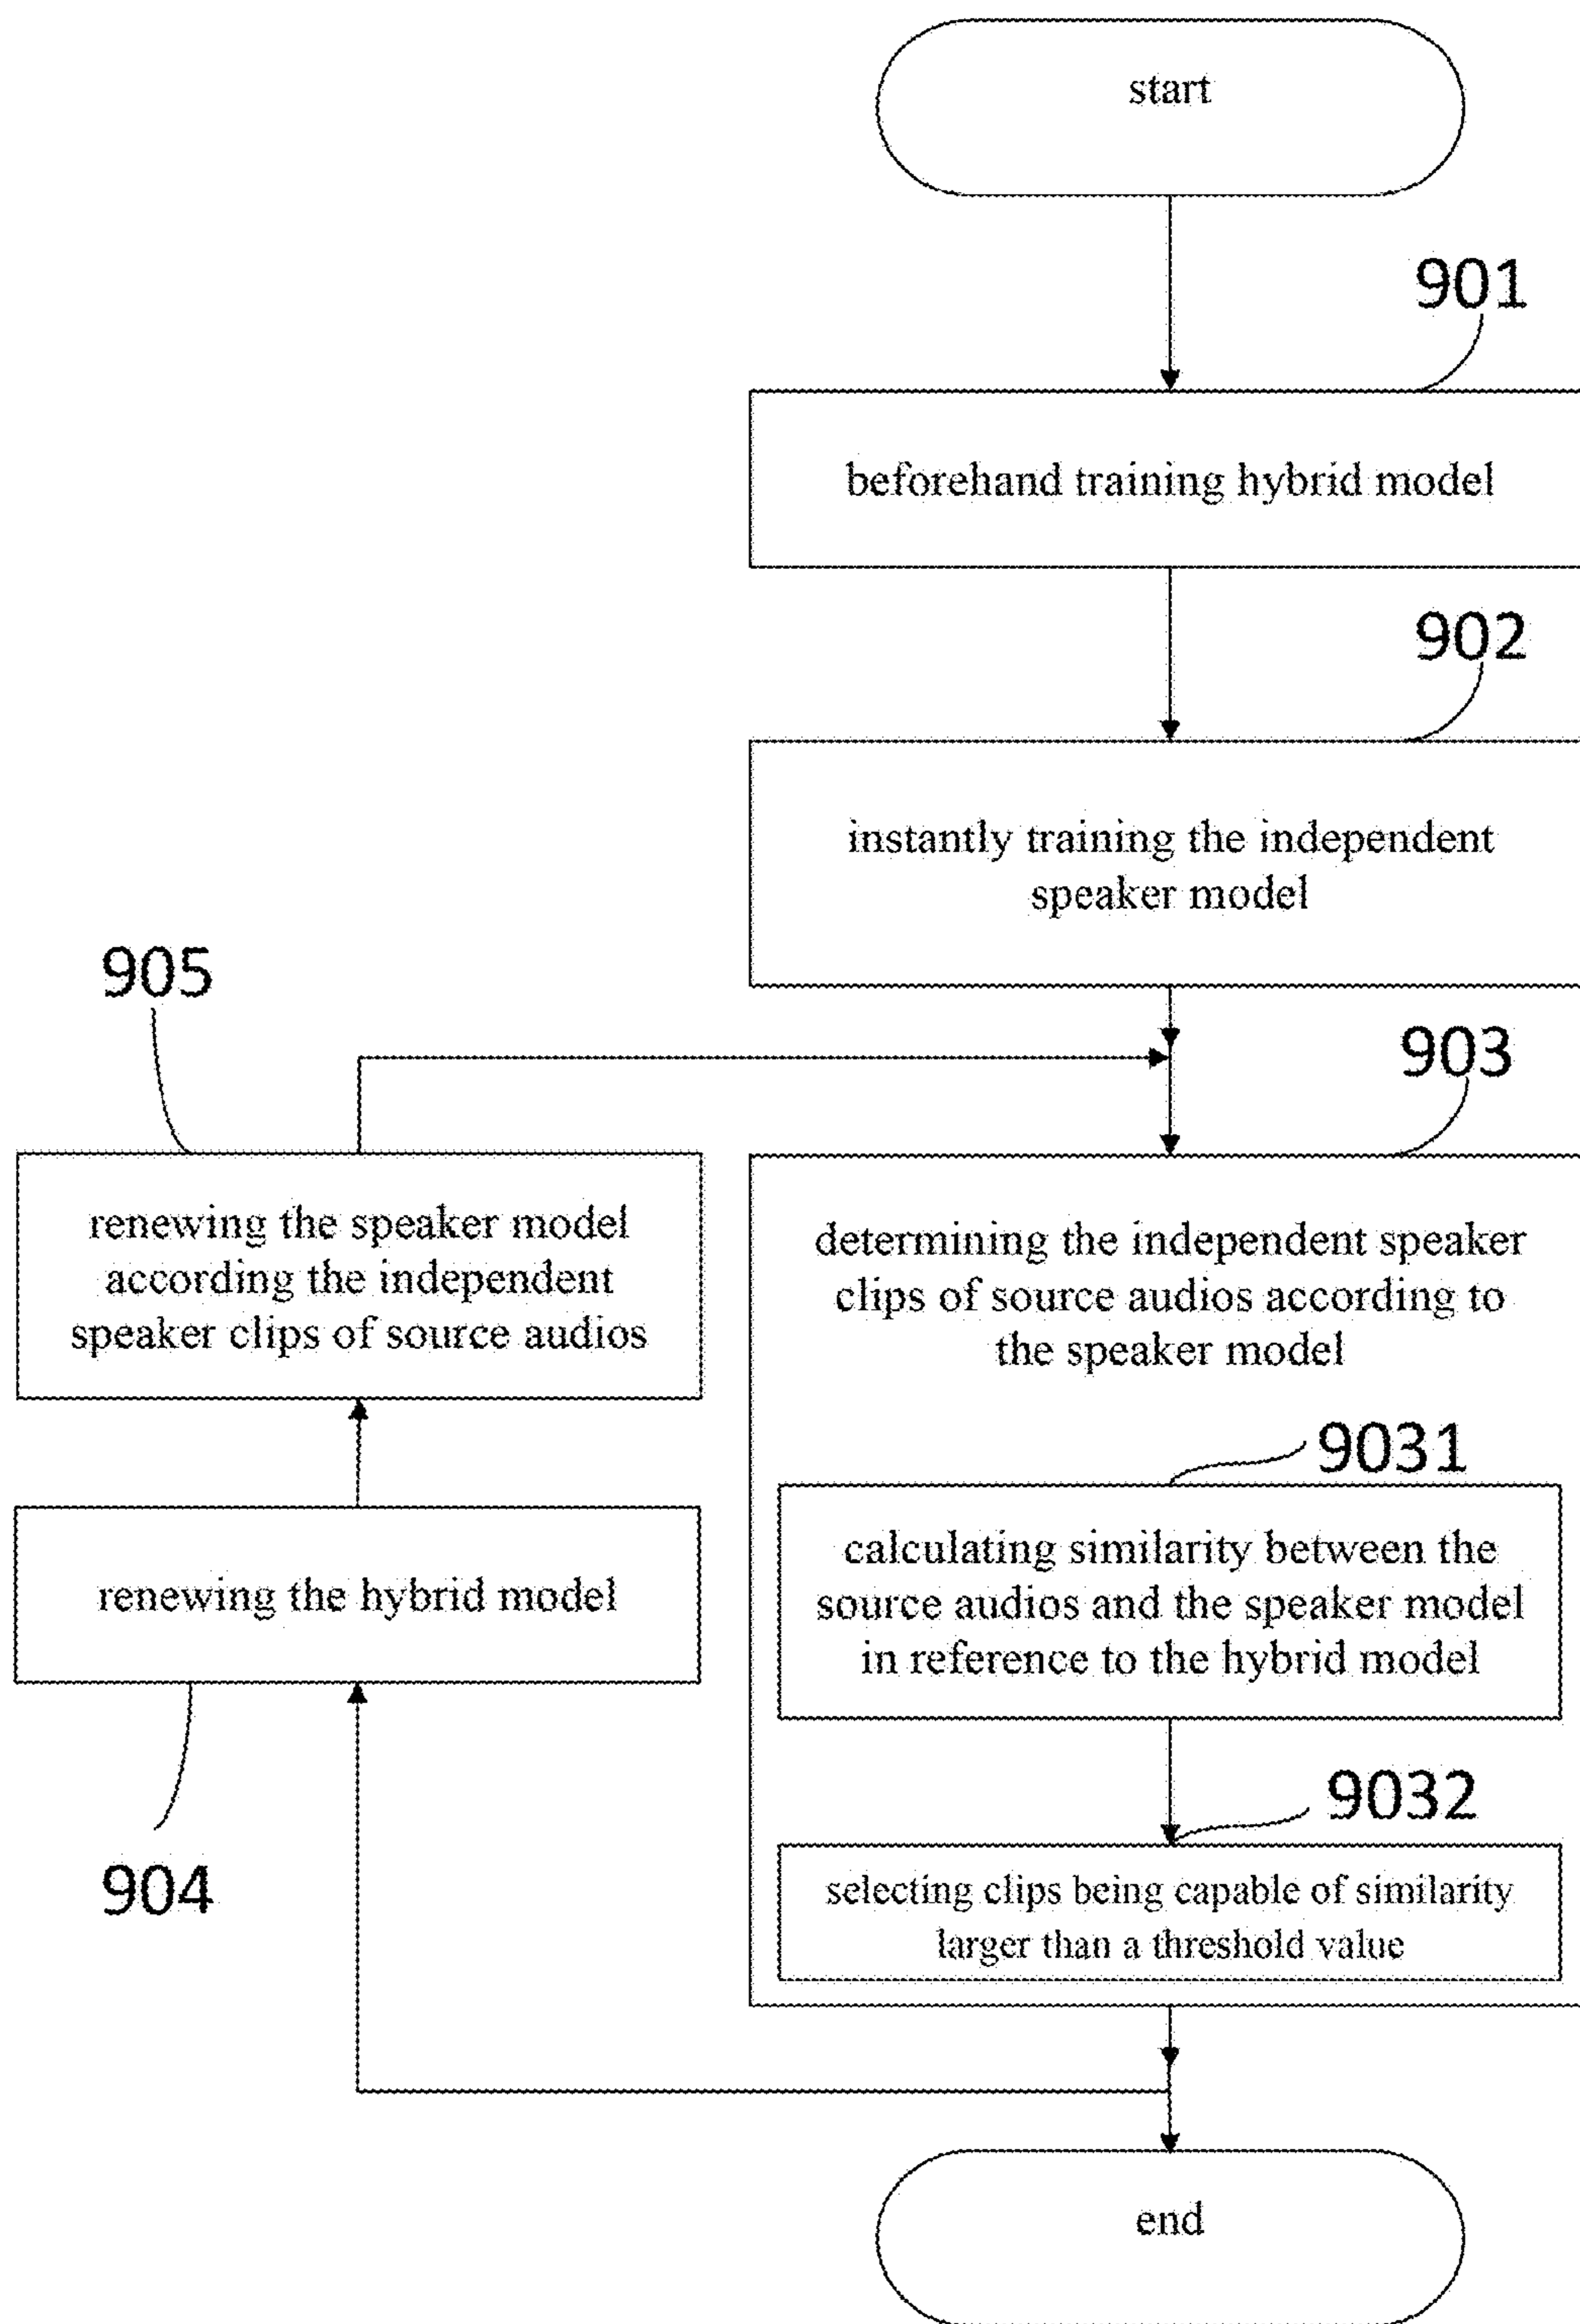 start
901
beforehand training hybrid model
902
instantly training the independent
speaker model
905
903
renewing the speaker model
according the independent
speaker clips of source audios
determining the independent speaker
clips of source audios according to
the speaker model
9031
calculating similarity between the
source audios and the speaker model
in reference to the hybrid model
renewing the hybrid model
9032
selecting clips being capable of similarity
larger than a threshold value
904
end